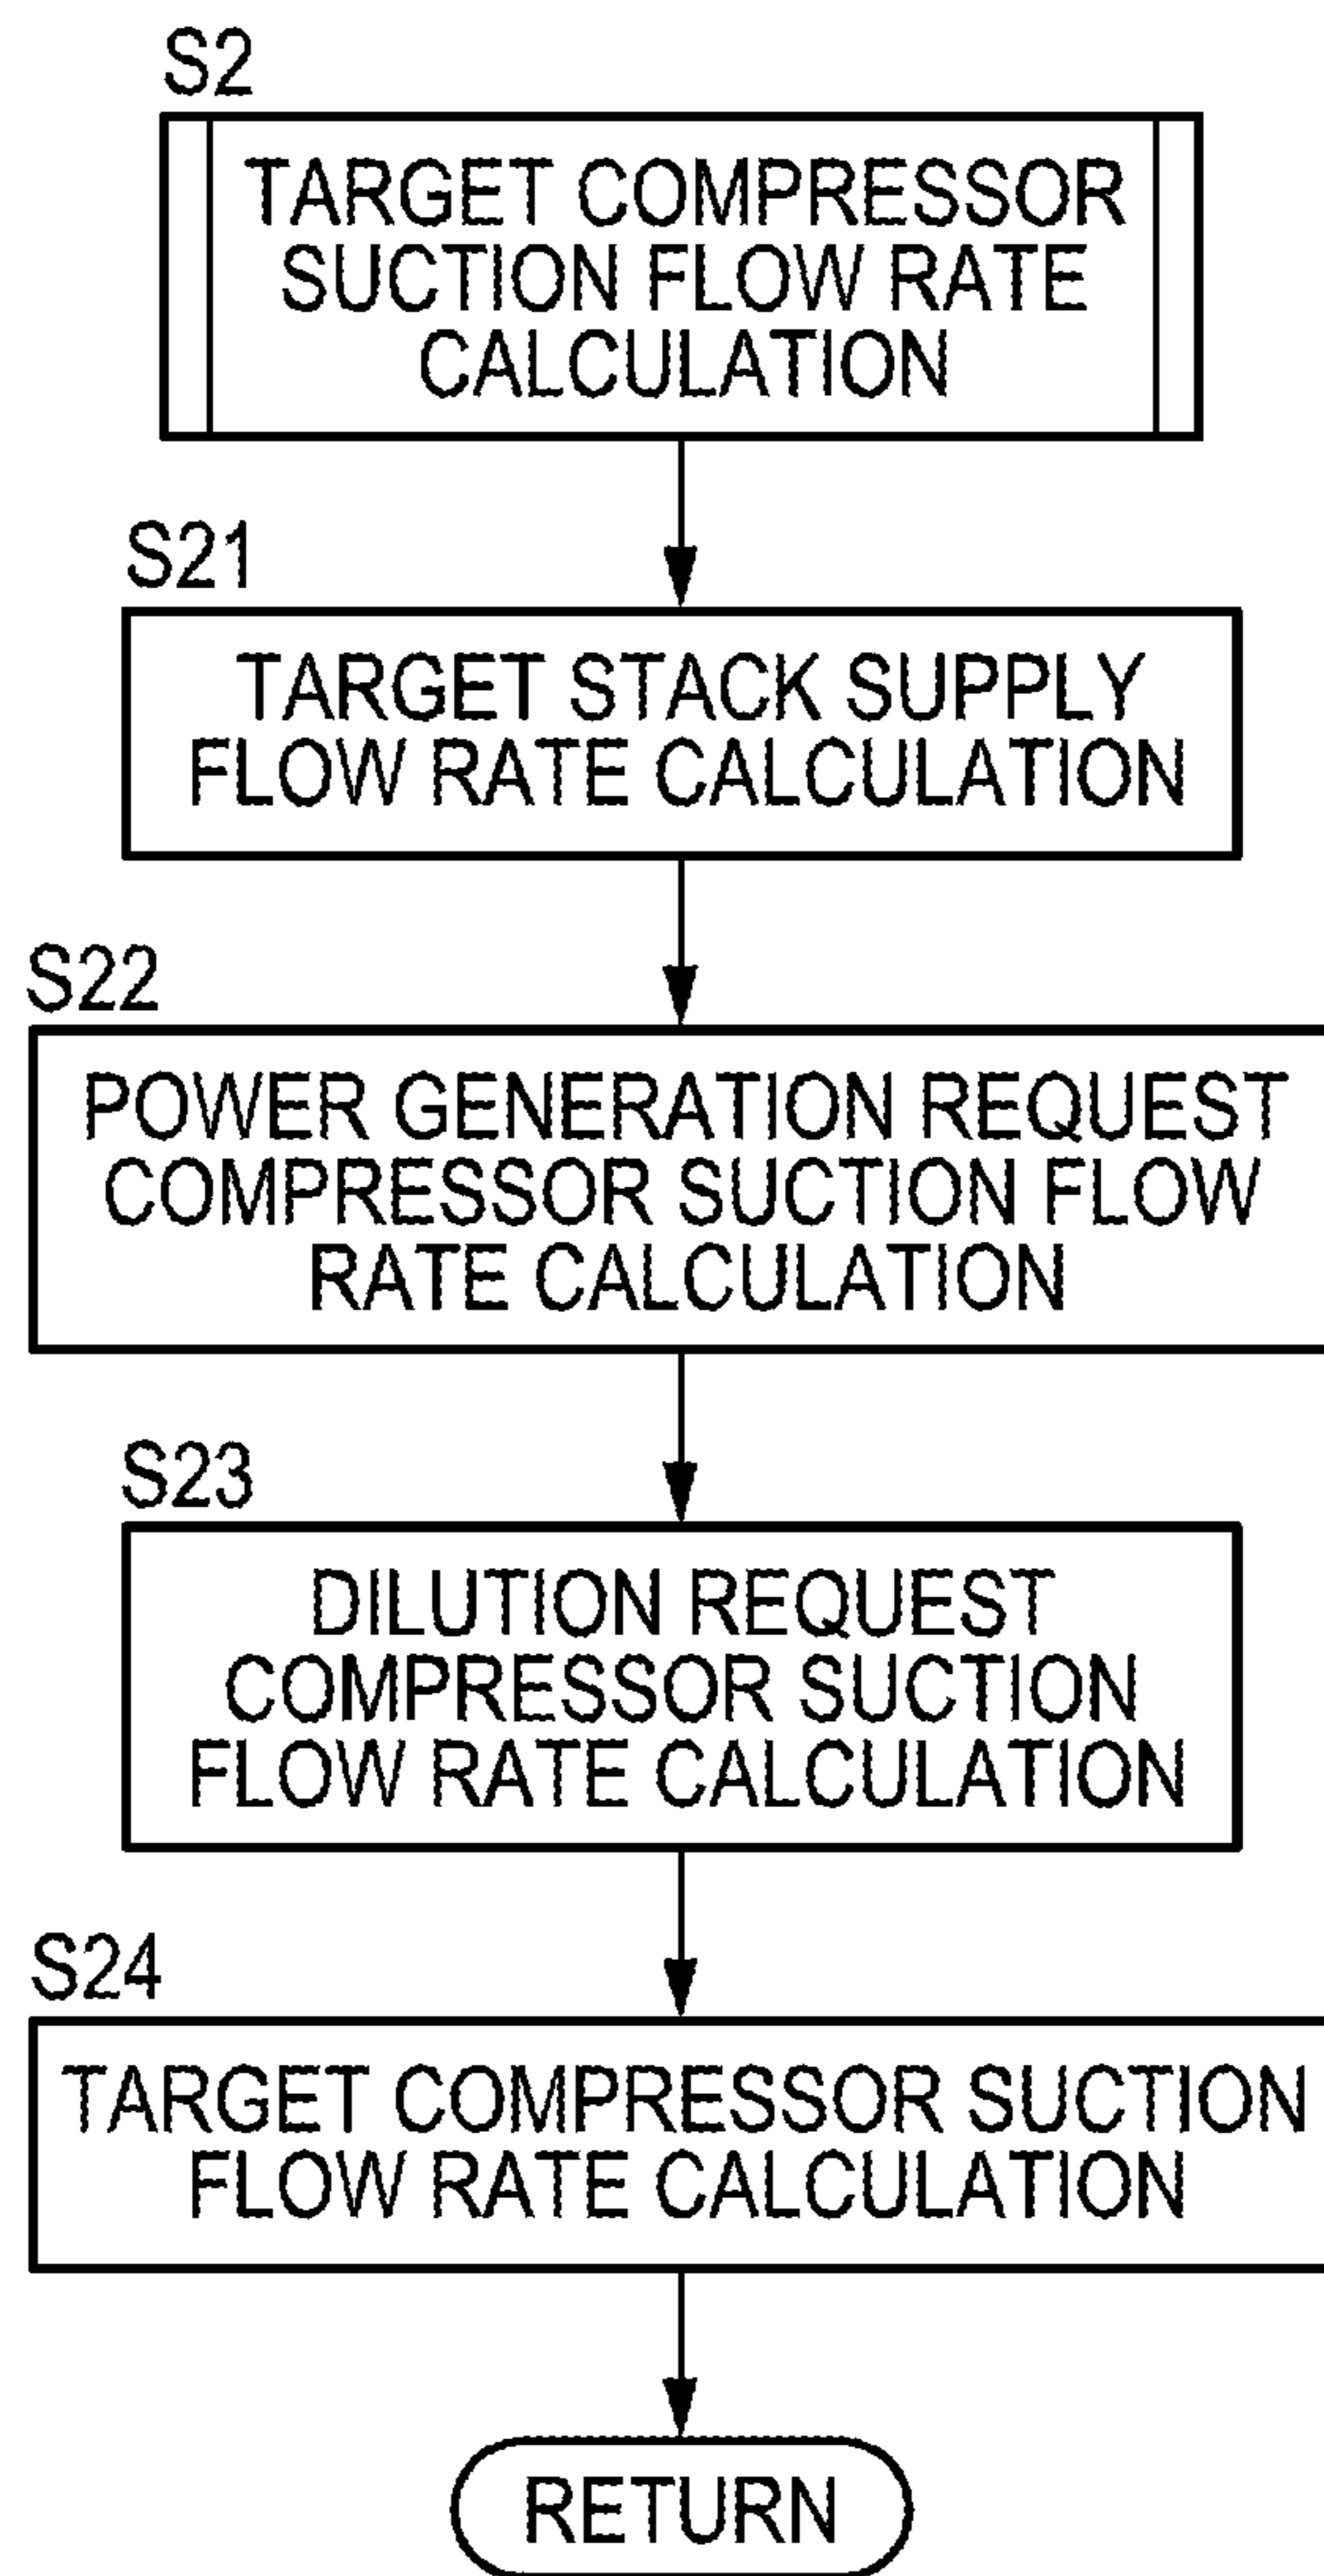 S2
TARGET COMPRESSOR
SUCTION FLOW RATE
CALCULATION
S21
TARGET STACK SUPPLY
FLOW RATE CALCULATION
S22
POWER GENERATION REQUEST
COMPRESSOR SUCTION FLOW
RATE CALCULATION
S23
DILUTION REQUEST
COMPRESSOR SUCTION
FLOW RATE CALCULATION
S24
TARGET COMPRESSOR SUCTION
FLOW RATE CALCULATION
RETURN